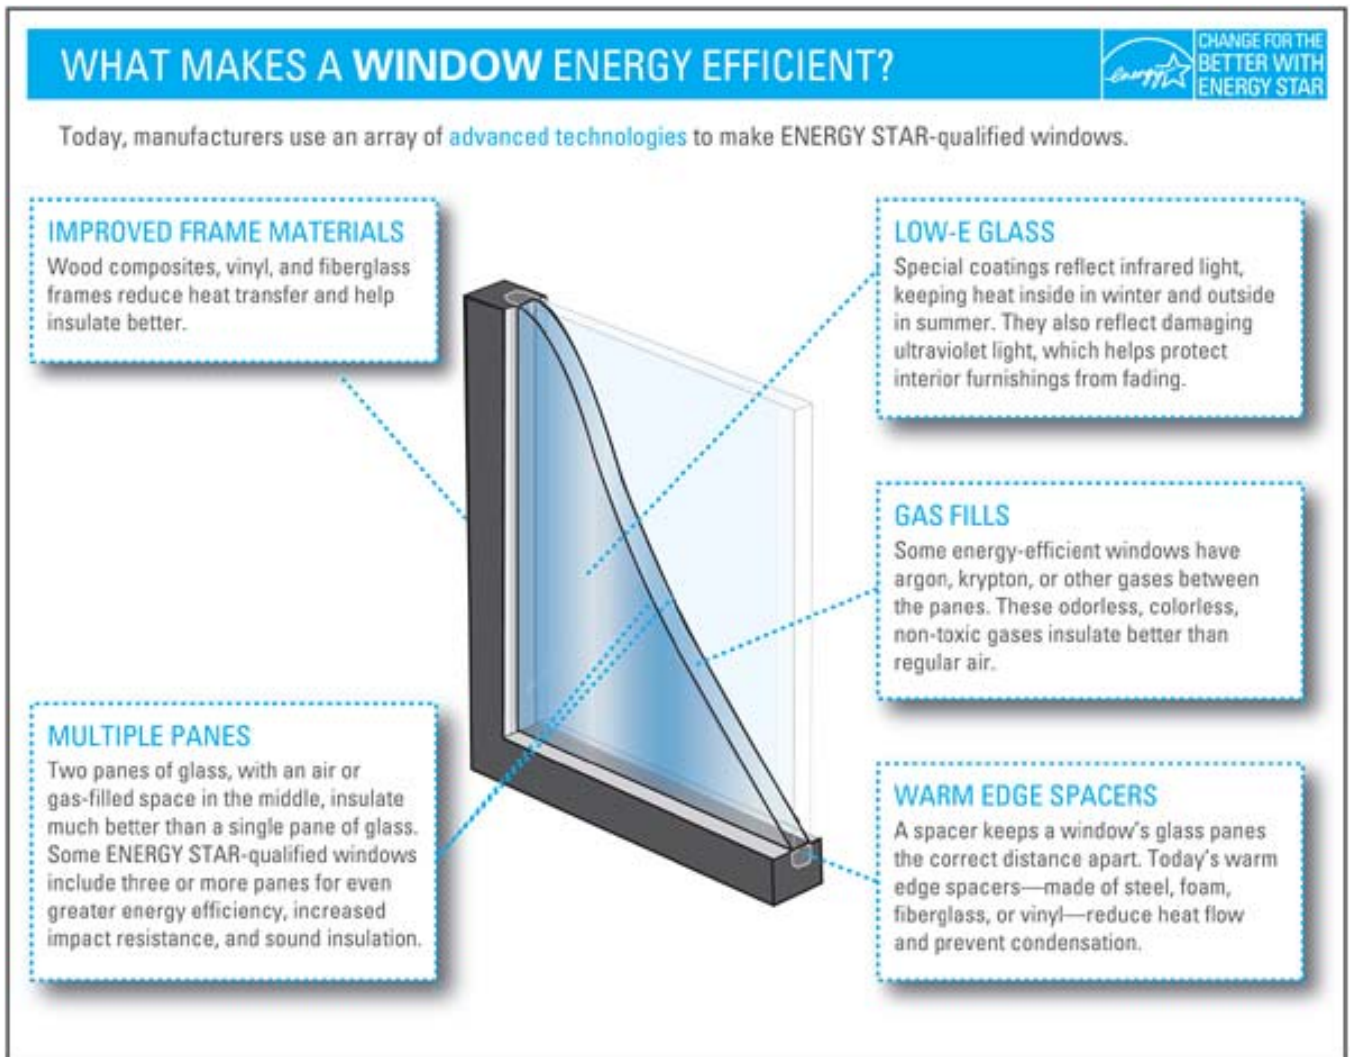 WHAT MAKES A WINDOW ENERGY EFFICIENT?
energy
CHANGE FOR THE
BETTER WITH
ENERGY STAR
Today, manufacturers use an array of advanced technologies to make ENERGY STAR-qualified windows.
IMPROVED FRAME MATERIALS
Wood composites, vinyl, and fiberglass
frames reduce heat transfer and help
insulate better.
MULTIPLE PANES
Two panes of glass, with an air or
gas-filled space in the middle, insulate
much better than a single pane of glass.
Some ENERGY STAR-qualified windows
include three or more panes for even
greater energy efficiency, increased
impact resistance, and sound insulation.
LOW-E GLASS
Special coatings reflect infrared light,
keeping heat inside in winter and outside
in summer. They also reflect damaging
ultraviolet light, which helps protect
interior furnishings from fading.
GAS FILLS
Some energy-efficient windows have
argon, krypton, or other gases between
the panes. These odorless, colorless,
non-toxic gases insulate better than
regular air.
WARM EDGE SPACERS
A spacer keeps a window's glass panes
the correct distance apart. Today's warm
edge spacers—made of steel, foam,
fiberglass, or vinyl—reduce heat flow
and prevent condensation.